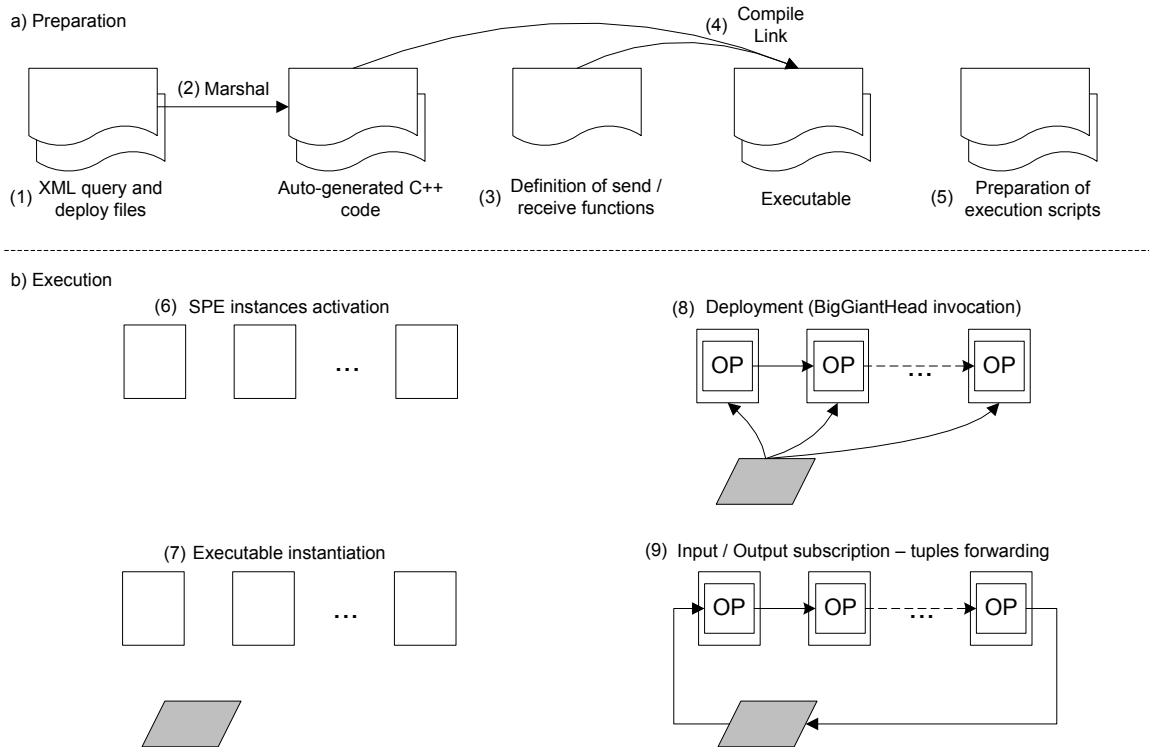 a) Preparation
(4) Compile
Link
(2) Marshal
(1) XML query and
deploy files
Auto-generated C++
code
(3) Definition of send /
receive functions
Executable
(5) Preparation of
execution scripts
b) Execution
(6) SPE instances activation
...
(8) Deployment (BigGiantHead invocation)
OP OP ... OP
(7) Executable instantiation
...
(9) Input / Output subscription – tuples forwarding
OP OP ... OP